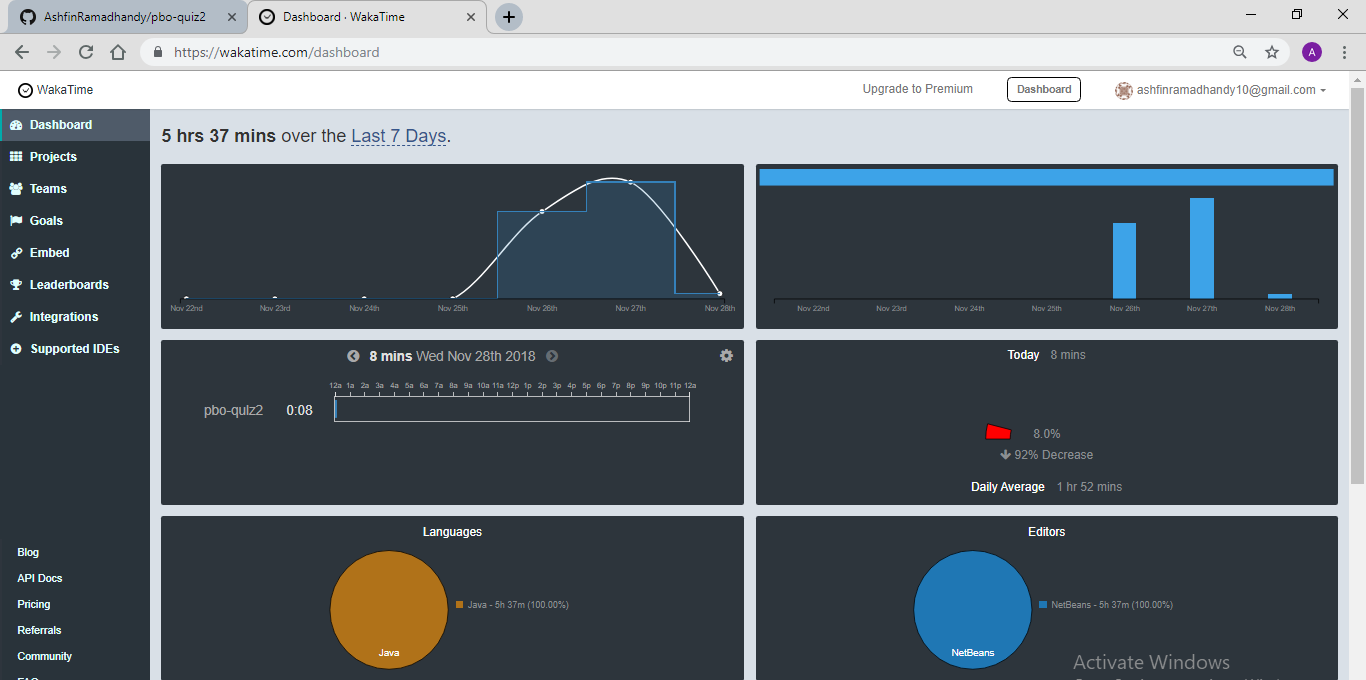 AshfinRamadhandy/pbo-quiz2
Dashboard · WakaTime
https://wakatime.com/dashboard
A
WakaTime
Upgrade to Premium
Dashboard
ashfinramadhandy10@gmail.com
Dashboard
Projects
Teams
Goals
Embed
Leaderboards
Integrations
Supported IDEs
Blog
API Docs
Pricing
Referrals
Community
5 hrs 37 mins over the Last 7 Days.
Nov 22nd Nov 23rd Nov 24th Nov 25th Nov 26th Nov 27th Nov 28th
Nov 22nd Nov 23rd Nov 24th Nov 25th Nov 26th Nov 27th Nov 28th
8 mins Wed Nov 28th 2018
12a 1a 2a 3a 4a 5a 6a 7a 8a 9a 10a 11a 12p 1p 2p 3p 4p 5p 6p 7p 8p 9p 10p 11p 12a
pbo-quIz2 0:08
Today 8 mins
8.0%
92% Decrease
Daily Average 1 hr 52 mins
Languages
Java - 5h 37m (100.00%)
Java
Editors
NetBeans - 5h 37m (100.00%)
NetBeans
Activate Windows